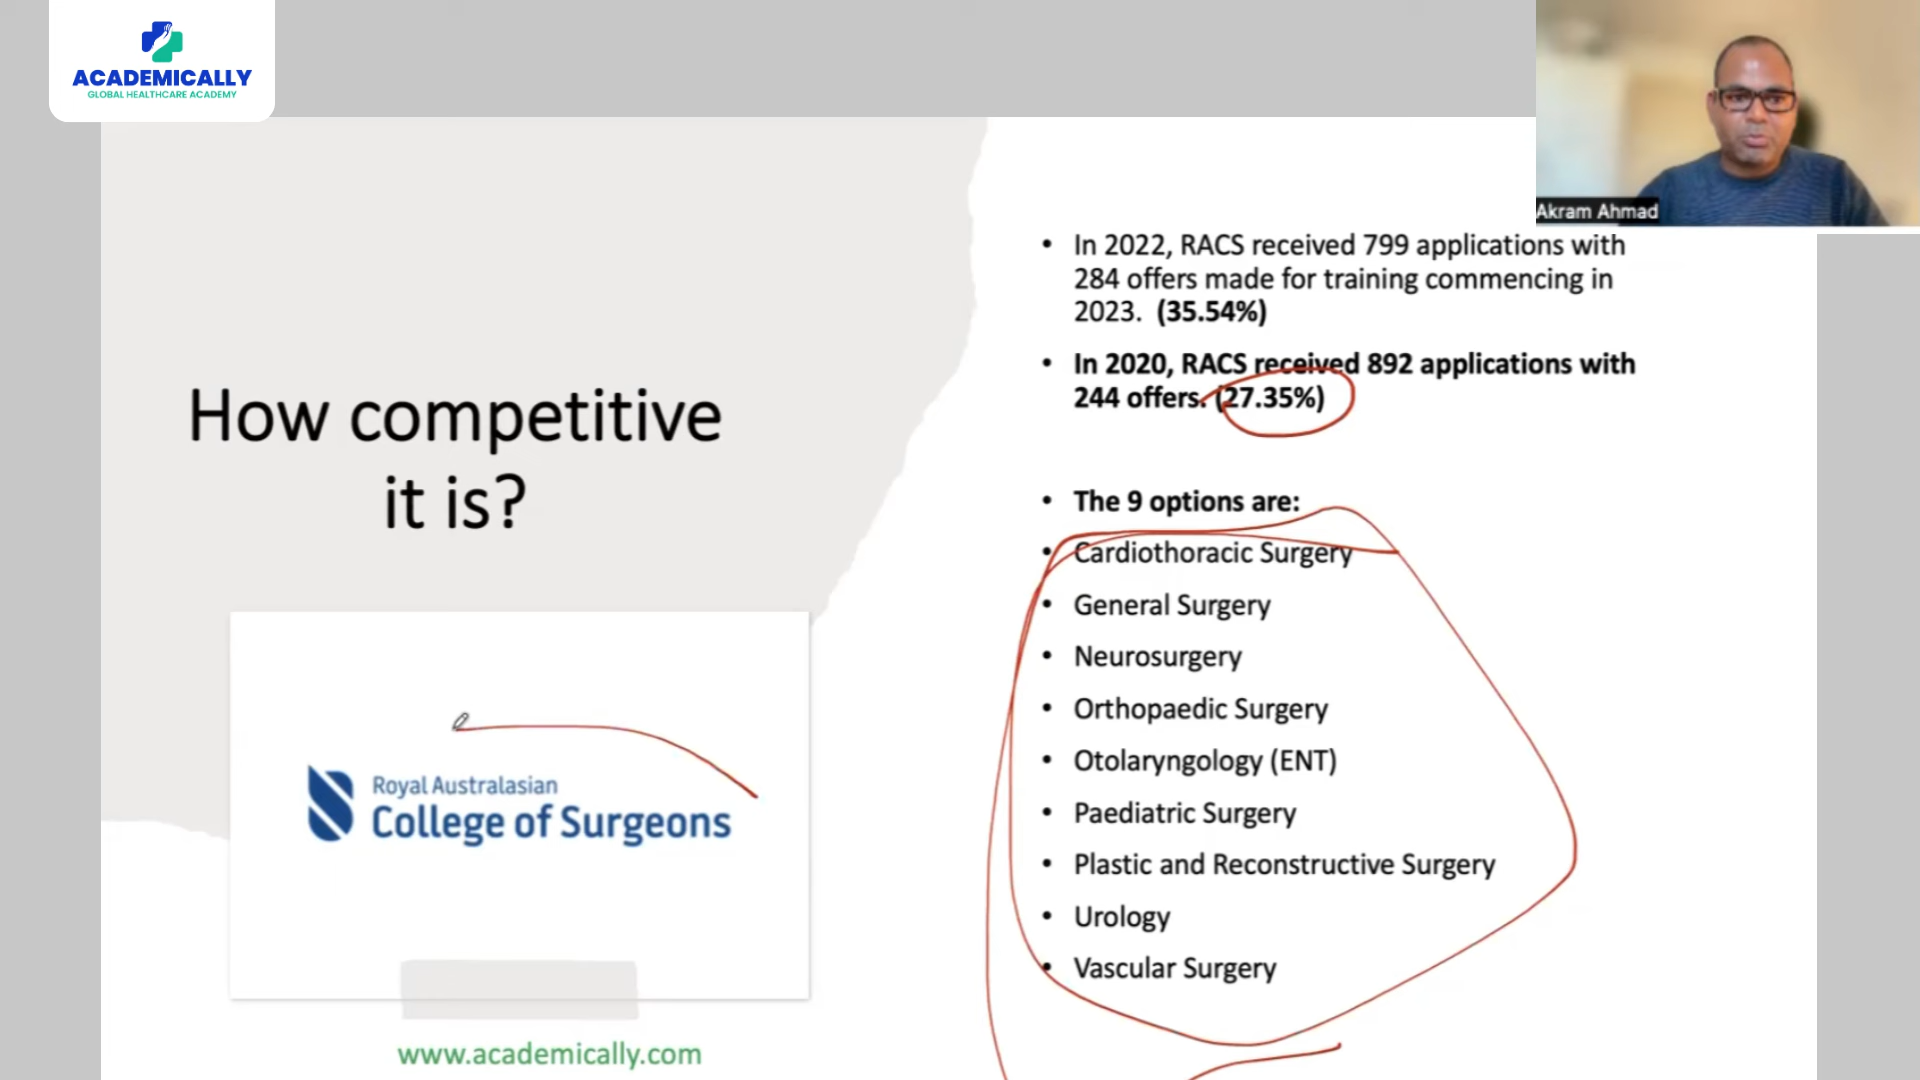 ACADEMICALLY
GLOBAL HEALTHCARE ACADEMY
Akram Ahmad
How competitive
it is?
Royal Australasian
College of Surgeons
www.academically.com
• In 2022, RACS received 799 applications with
284 offers made for training commencing in
2023. (35.54%)
• In 2020, RACS received 892 applications with
244 offers. (27.35%)
• The 9 options are:
• Cardiothoracic Surgery
• General Surgery
• Neurosurgery
• Orthopaedic Surgery
• Otolaryngology (ENT)
• Paediatric Surgery
• Plastic and Reconstructive Surgery
• Urology
• Vascular Surgery